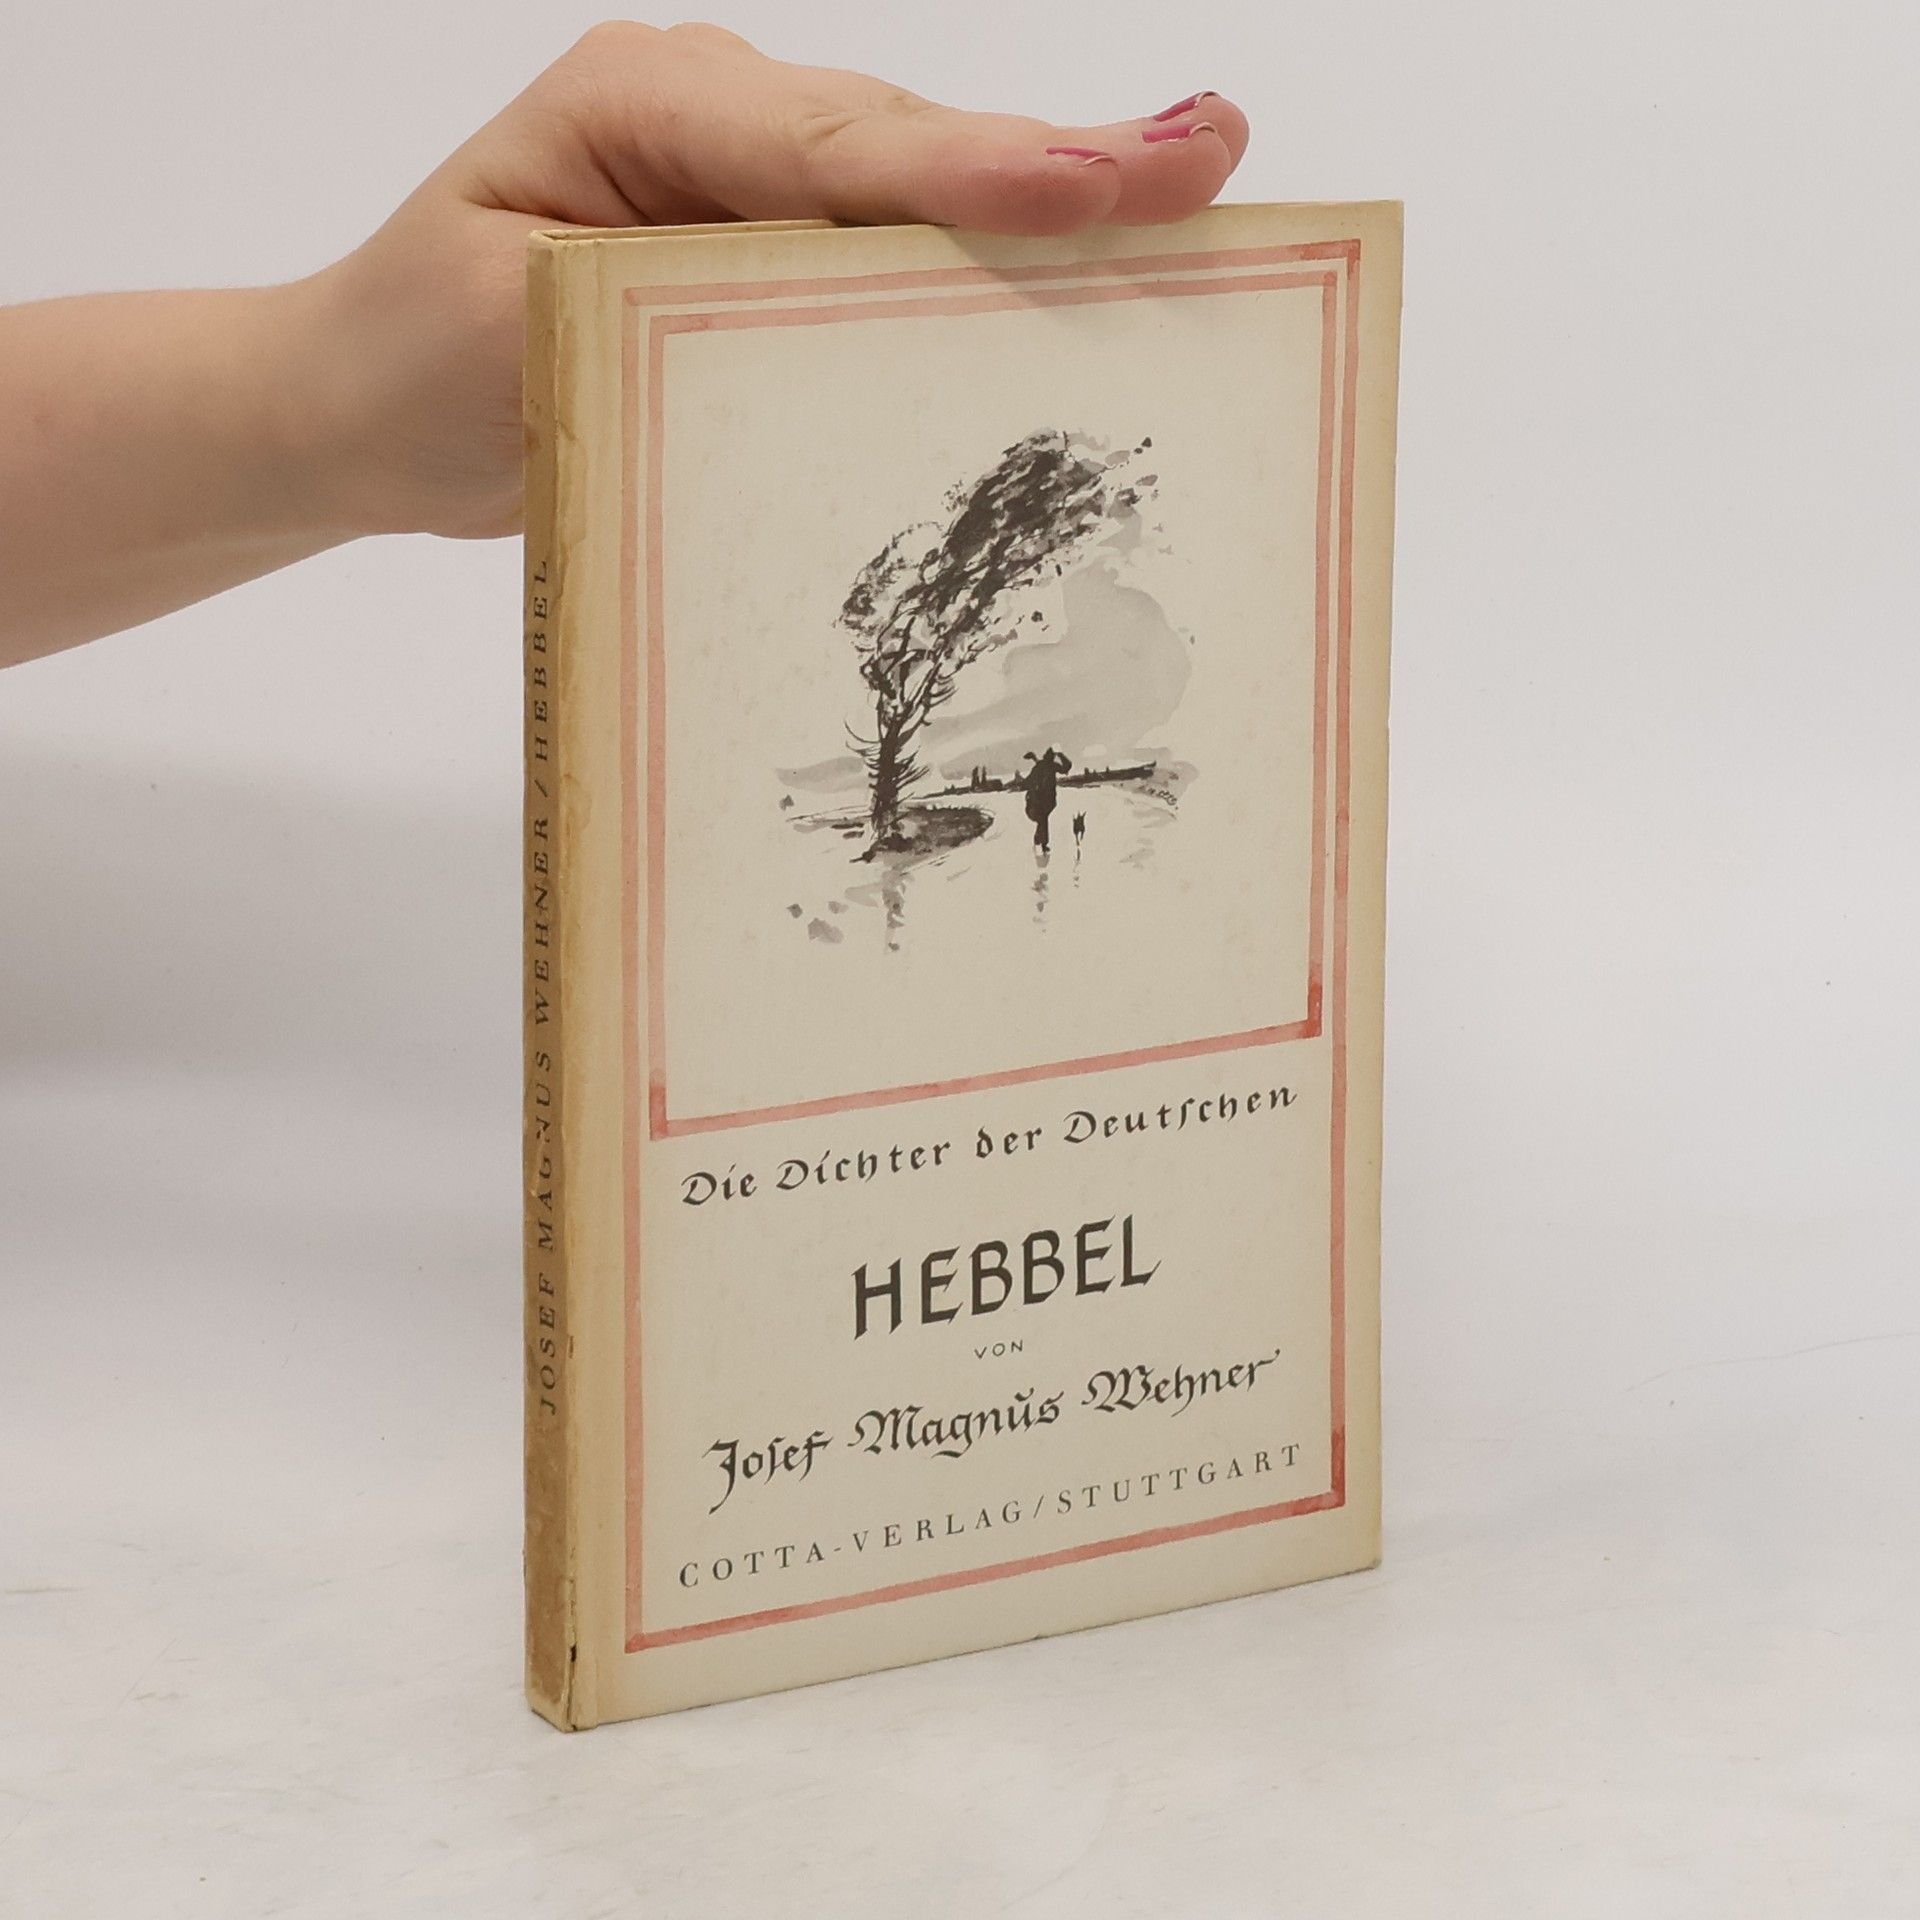 JOSEF MAGNUS WEHNER / HEBBEL
Die Dichter der Deutſchen
HEBBEL
VON
Joſef Magnus Wehner
COTTA-VERLAG/STUTTGART